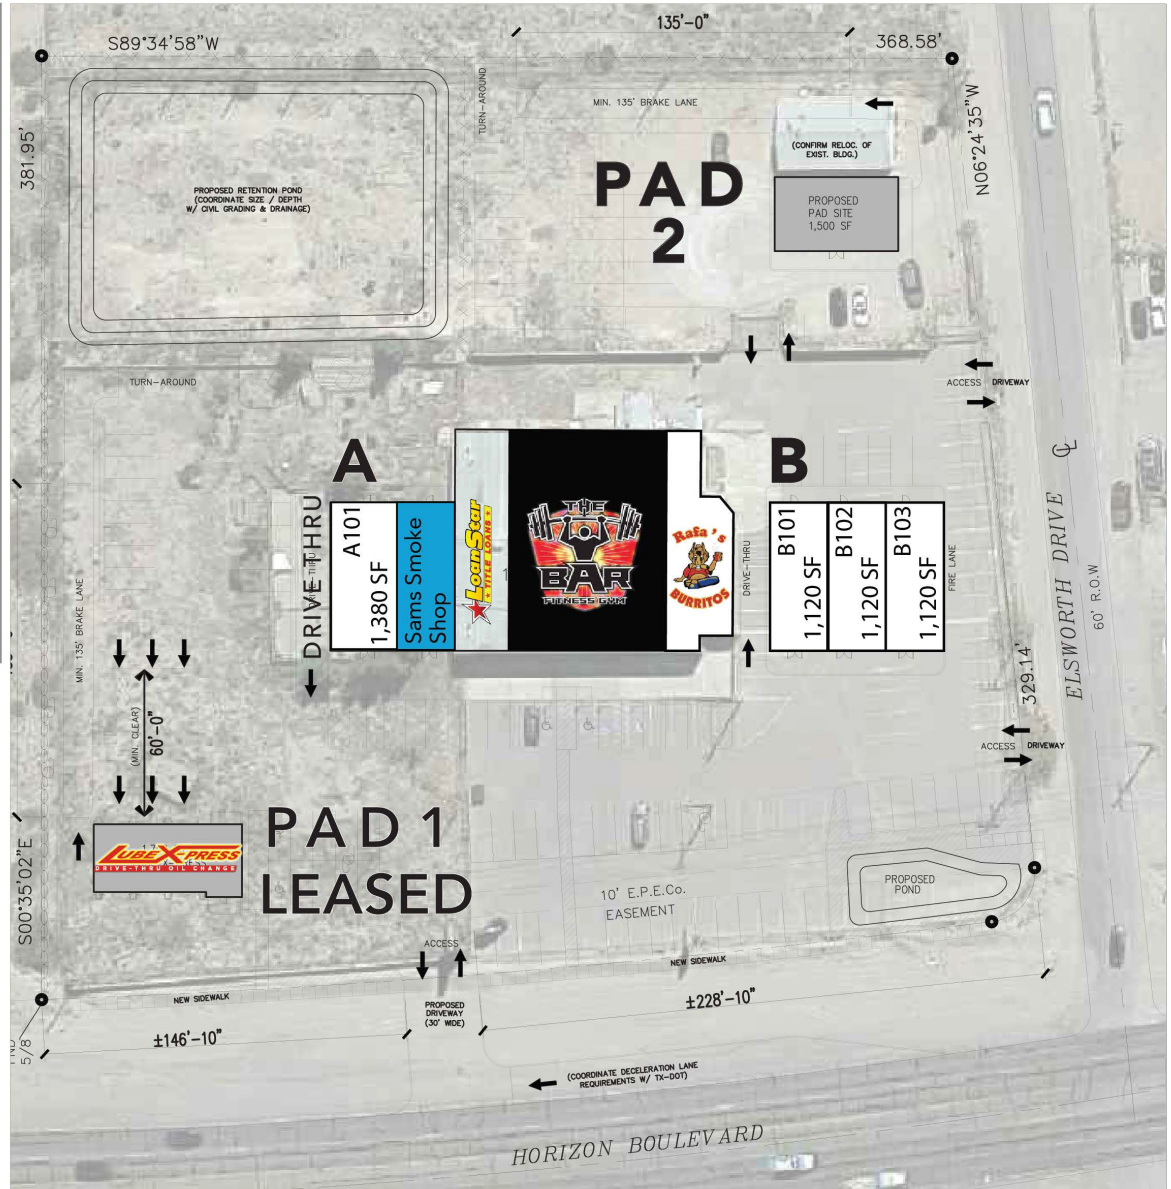 S89°34'58"W
135'-0"
368.58'
381.95'
TURN-AROUND
MIN. 135' BRAKE LANE
(CONFIRM RELOC. OF
EXIST. BLDG.)
N06°24'35"W
PROPOSED RETENTION POND
(COORDINATE SIZE / DEPTH
W/ CIVIL GRADING & DRAINAGE)
PAD
2
PROPOSED
PAD SITE
1,500 SF
TURN-AROUND
ACCESS DRIVEWAY
A
B
DRIVE THRU
A101
1,380 SF
Sams Smoke
Shop
LoanStar
TITLE LOANS
THE
BAR
FITNESS GYM
Rafa's
BURRITOS
DRIVE-THRU
B101
1,120 SF
B102
1,120 SF
B103
1,120 SF
FIRE LANE
ELSWORTH DRIVE
60' R.O.W
MIN. 135' BRAKE LANE
(MIN. CLEAR)
60'-0"
329.14'
ACCESS DRIVEWAY
PAD 1
LEASED
LUBE X-PRESS
DRIVE-THRU OIL CHANGE
S00°35'02"E
10' E.P.E.Co.
EASEMENT
PROPOSED
POND
ACCESS
NEW SIDEWALK
NEW SIDEWALK
PROPOSED
DRIVEWAY
(30' WIDE)
±146'-10"
±228'-10"
5/8
(COORDINATE DECELERATION LANE
REQUIREMENTS W/ TX-DOT)
HORIZON BOULEVARD